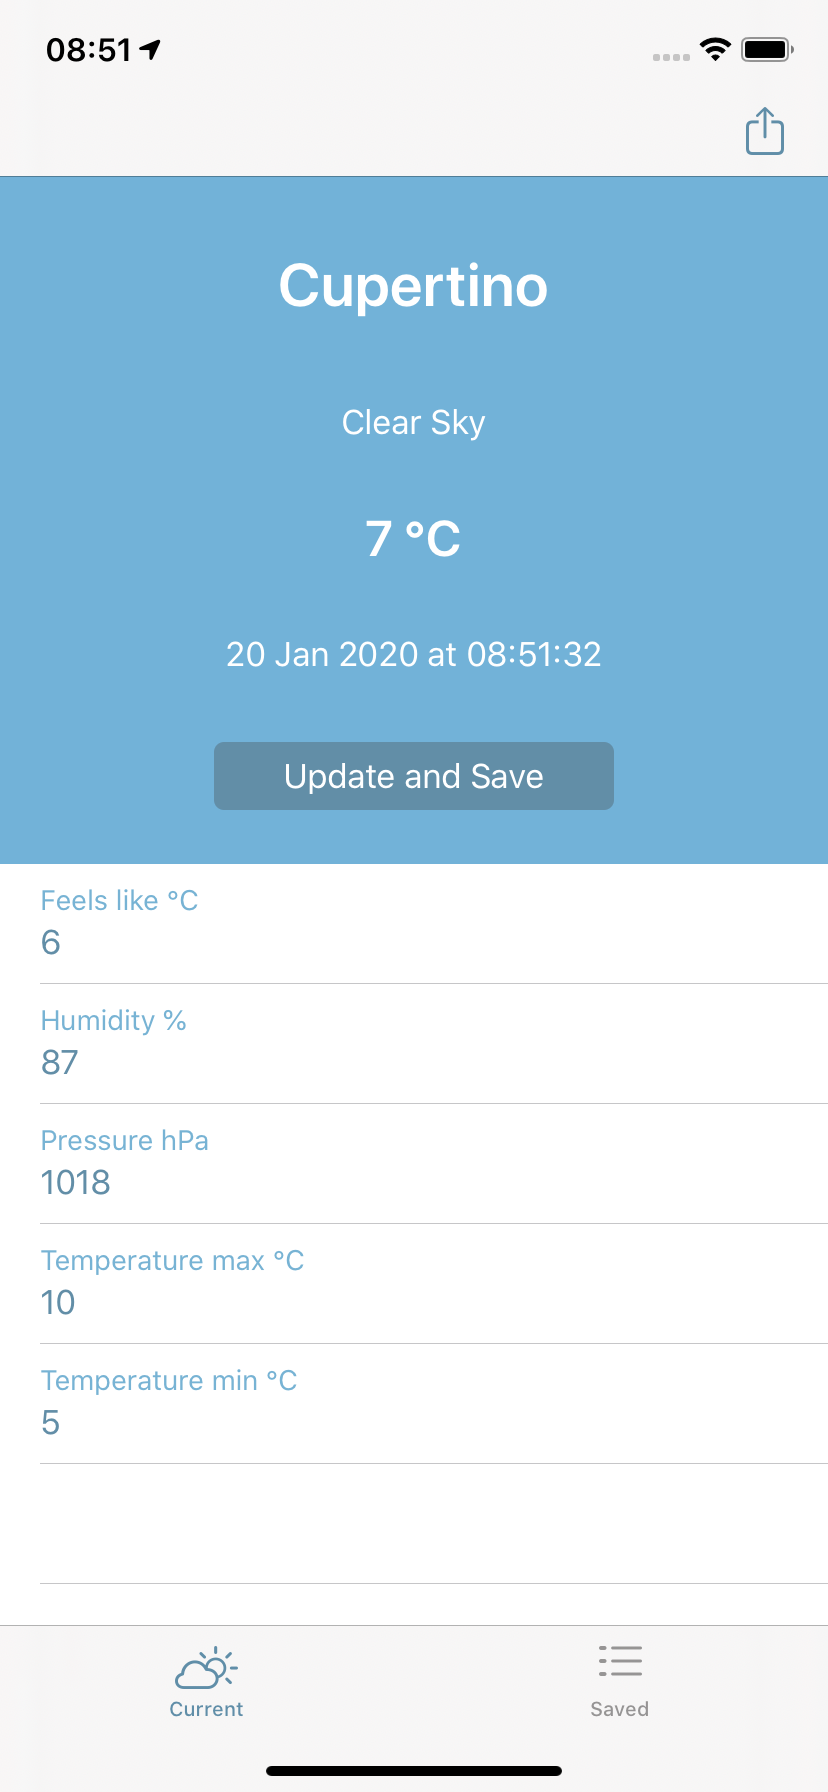 08:51
Cupertino
Clear Sky
7 °C
20 Jan 2020 at 08:51:32
Update and Save
Feels like °C
6
Humidity %
87
Pressure hPa
1018
Temperature max °C
10
Temperature min °C
5
Current
Saved